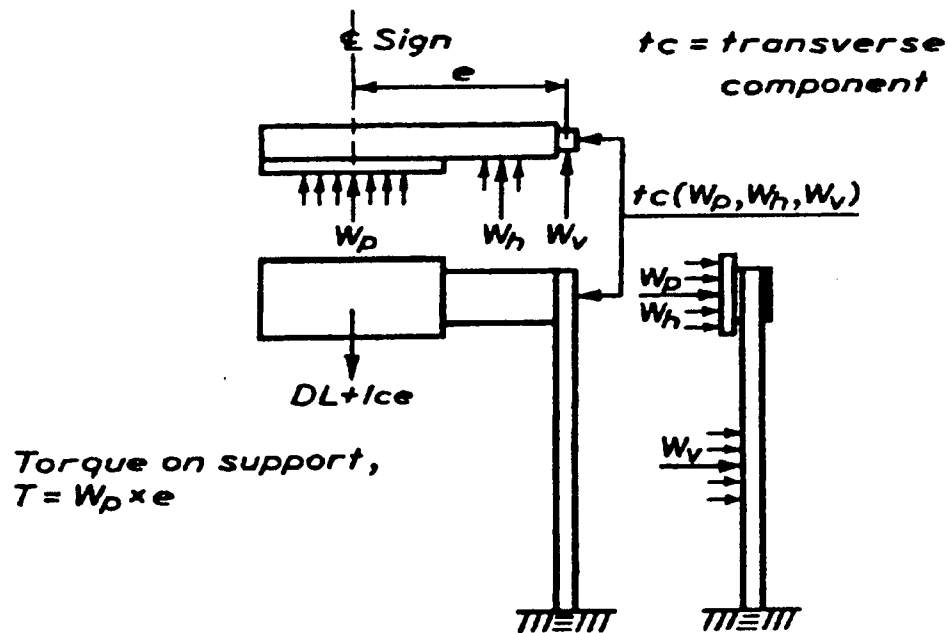 ℄ Sign
tc = transverse
component
e
tc(Wp, Wh, Wv)
Wp
Wh
Wv
Wp
Wh
DL+Ice
Wv
Torque on support,
T = Wp × e